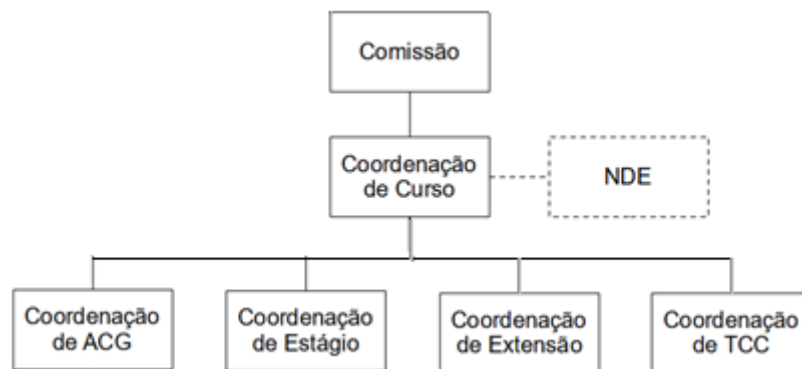 Comissão
Coordenação
de Curso
NDE
Coordenação
de ACG
Coordenação
de Estágio
Coordenação
de Extensão
Coordenação
de TCC